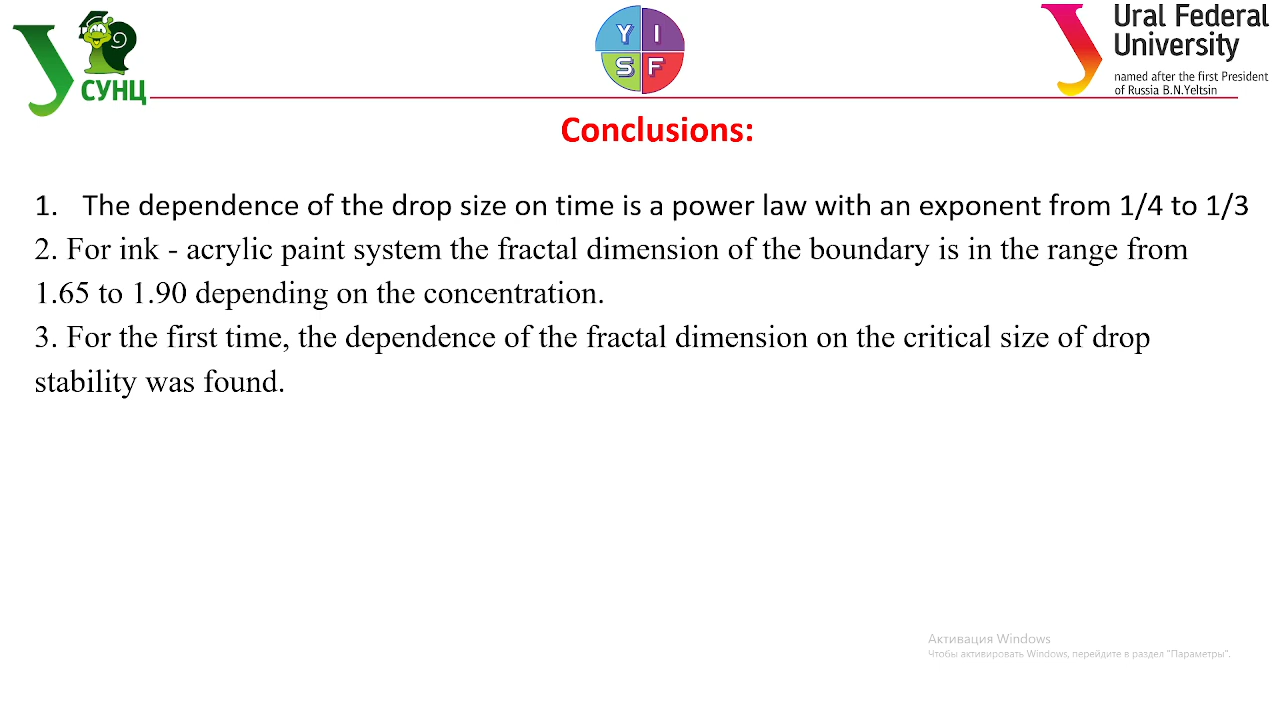 СУНЦ
Y I
S F
Ural Federal
University
named after the first President
of Russia B.N.Yeltsin
Conclusions:
1. The dependence of the drop size on time is a power law with an exponent from 1/4 to 1/3
2. For ink - acrylic paint system the fractal dimension of the boundary is in the range from
1.65 to 1.90 depending on the concentration.
3. For the first time, the dependence of the fractal dimension on the critical size of drop
stability was found.
Активация Windows
Чтобы активировать Windows, перейдите в раздел "Параметры".